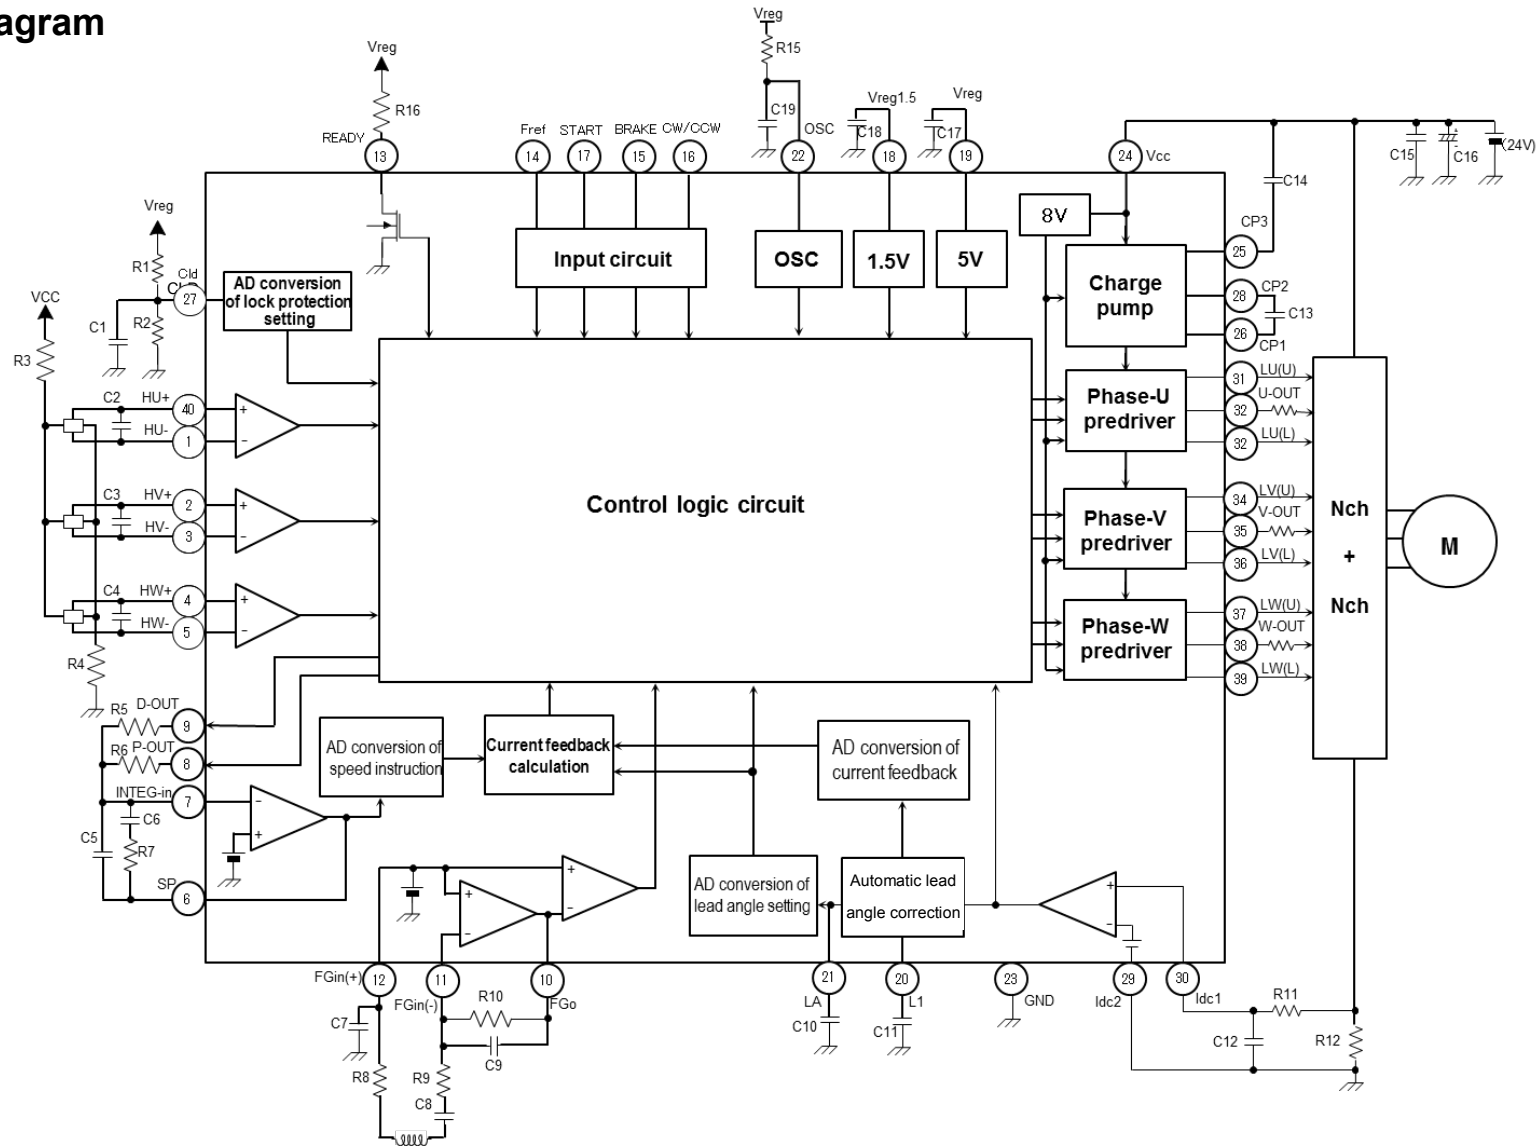 agram
Vreg
R15
Vreg
R16
C19
OSC
Vreg1.5
C18
Vreg
C17
READY
13
Fref
START
BRAKE
CW/CCW
14
17
15
16
22
18
19
24
Vcc
C15
C16
(24V)
C14
8V
CP3
25
Vreg
R1
Cld
27
AD conversion
of lock protection
setting
Input circuit
OSC
1.5V
5V
Charge
pump
CP2
28
C13
26
CP1
VCC
R3
C1
R2
C2
HU+
40
HU-
1
+
-
31
LU(U)
U-OUT
32
32
LU(L)
Phase-U
predriver
C3
HV+
2
HV-
3
+
-
Control logic circuit
34
LV(U)
V-OUT
35
36
LV(L)
Phase-V
predriver
Nch
+
Nch
M
C4
HW+
4
HW-
5
+
-
37
LW(U)
W-OUT
38
39
LW(L)
Phase-W
predriver
R4
R5
D-OUT
9
R6
P-OUT
8
INTEG-in
7
C5
C6
R7
SP
6
-
+
AD conversion of
speed instruction
Current feedback
calculation
AD conversion of
current feedback
AD conversion of
lead angle setting
Automatic lead
angle correction
+
-
+
-
+
-
FGin(+)
12
11
FGin(-)
10
FGo
21
LA
20
L1
23
GND
29
Idc2
30
Idc1
C7
R10
C9
R8
R9
C8
C10
C11
R11
C12
R12